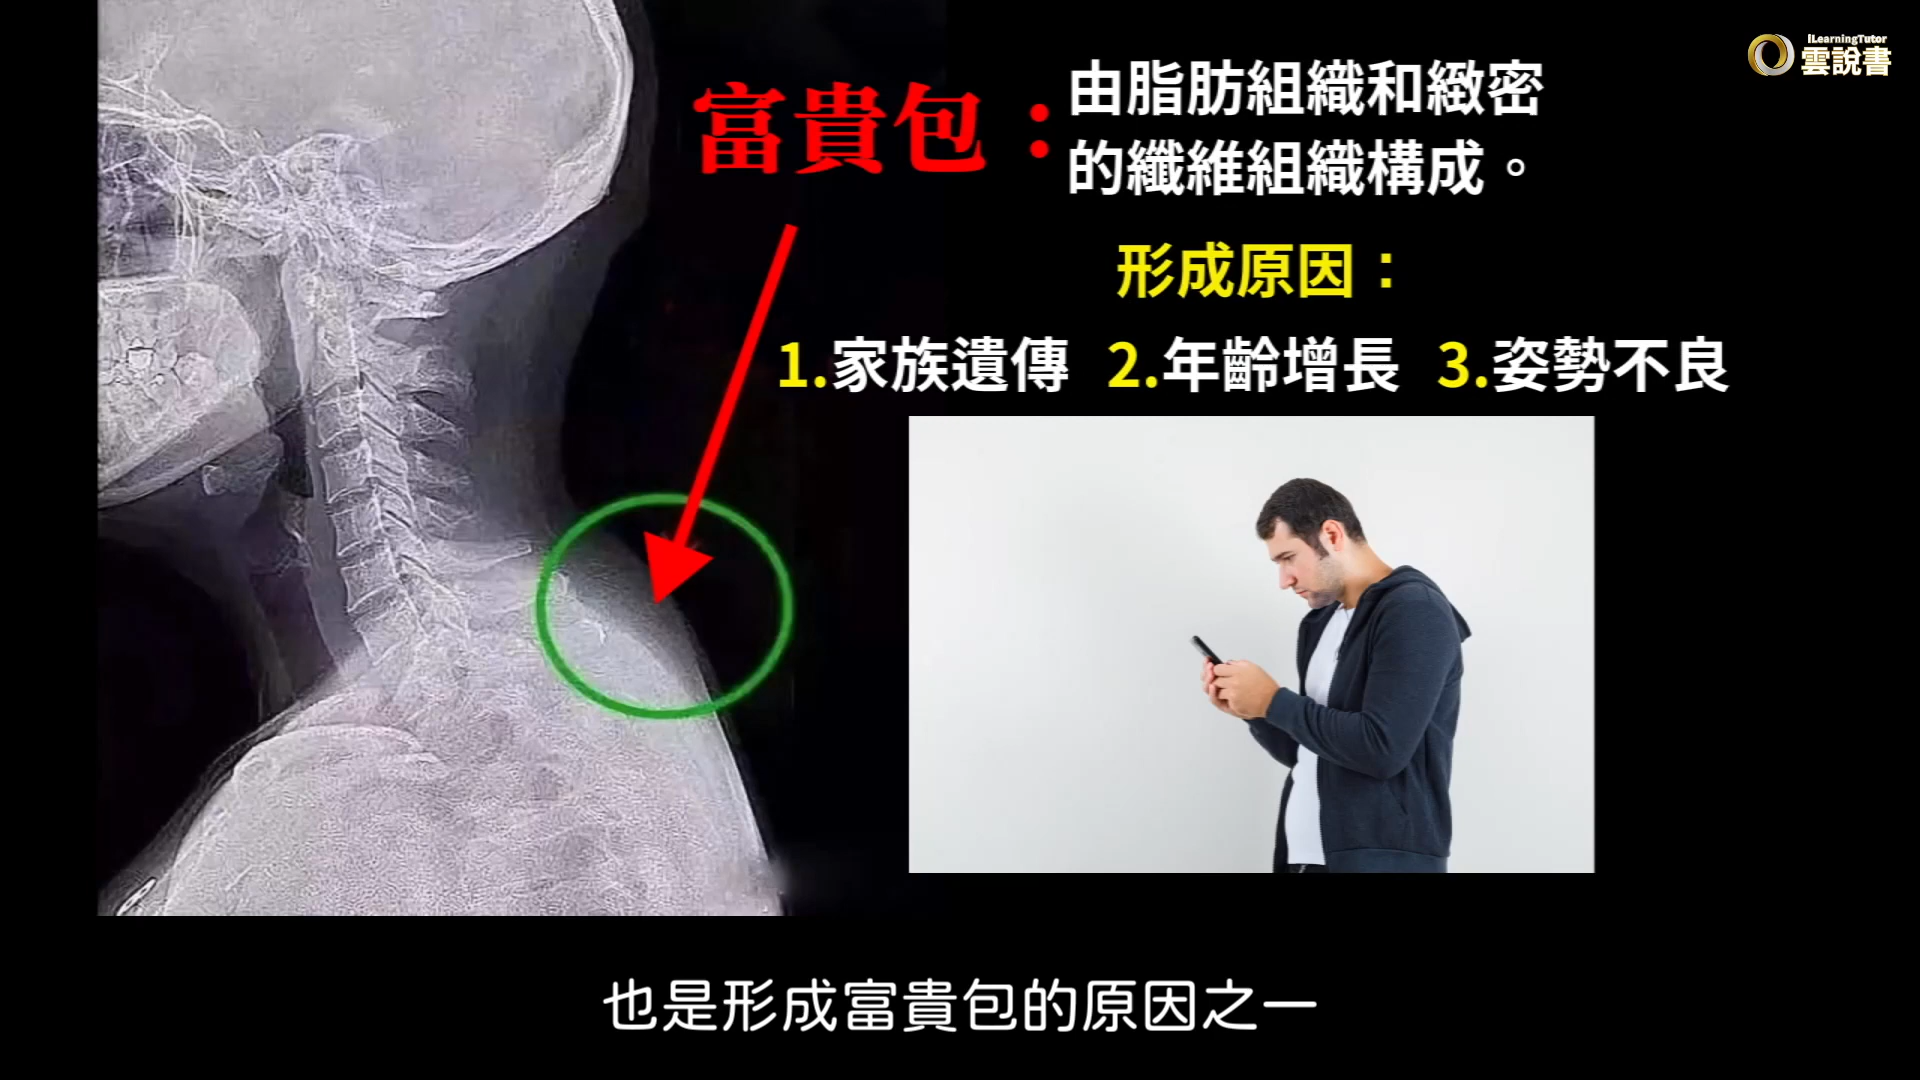 iLearningTutor
雲說書
富貴包：
由脂肪組織和緻密
的纖維組織構成。
形成原因：
1.家族遺傳 2.年齡增長 3.姿勢不良
也是形成富貴包的原因之一